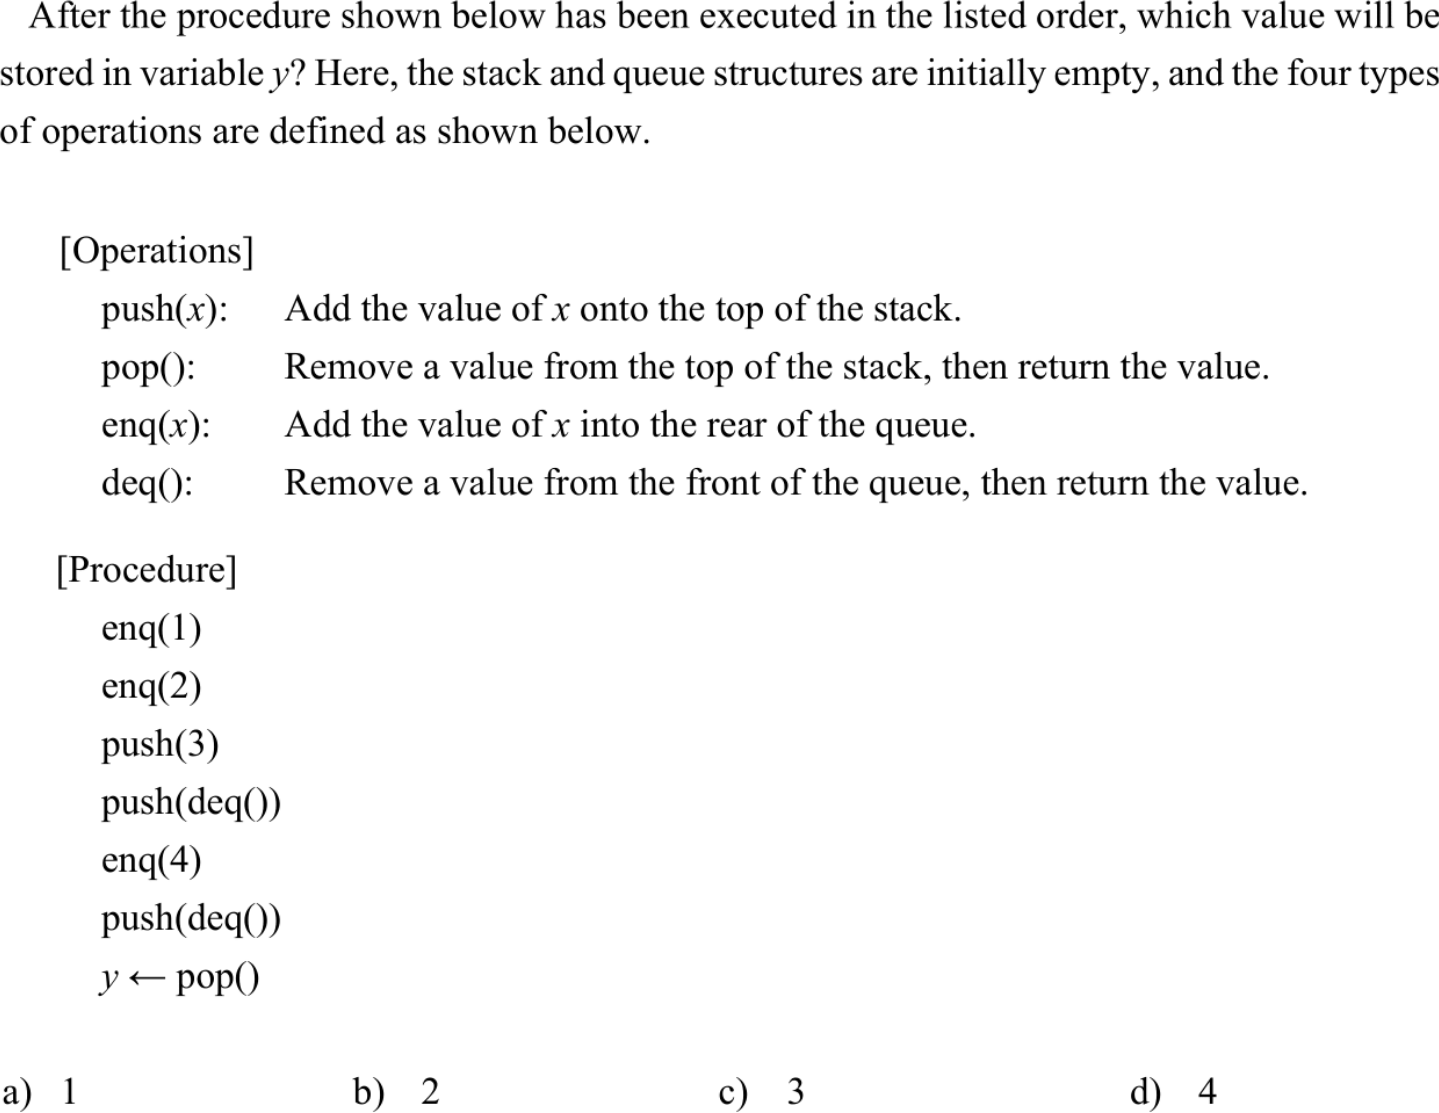 After the procedure shown below has been executed in the listed order, which value will be
stored in variable y? Here, the stack and queue structures are initially empty, and the four types
of operations are defined as shown below.
[Operations]
push(x): Add the value of x onto the top of the stack.
pop(): Remove a value from the top of the stack, then return the value.
enq(x): Add the value of x into the rear of the queue.
deq(): Remove a value from the front of the queue, then return the value.
[Procedure]
enq(1)
enq(2)
push(3)
push(deq())
enq(4)
push(deq())
y ← pop()
a) 1 b) 2 c) 3 d) 4